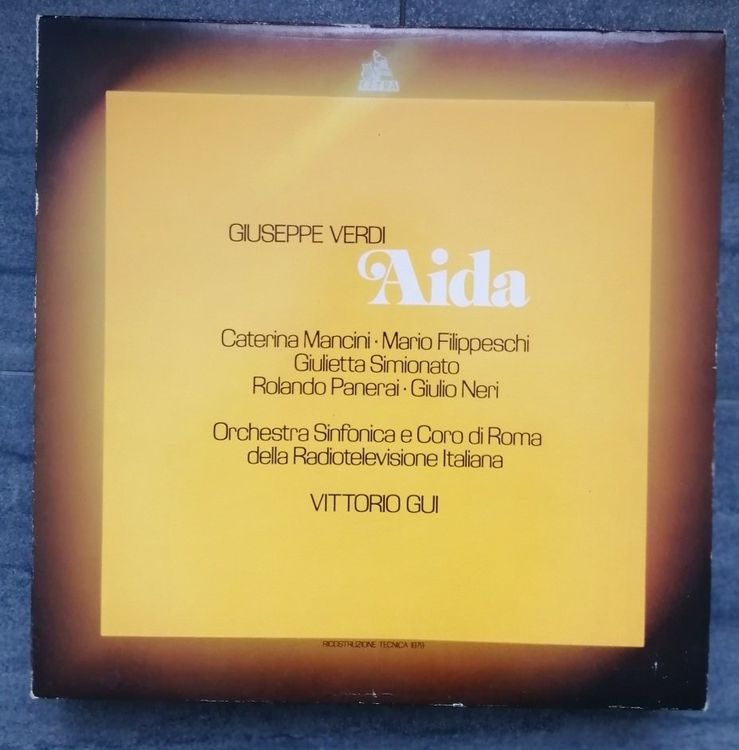 CETRA
GIUSEPPE VERDI
Aida
Caterina Mancini · Mario Filippeschi
Giulietta Simionato
Rolando Panerai · Giulio Neri
Orchestra Sinfonica e Coro di Roma
della Radiotelevisione Italiana
VITTORIO GUI
RICOSTRUZIONE TECNICA 1979